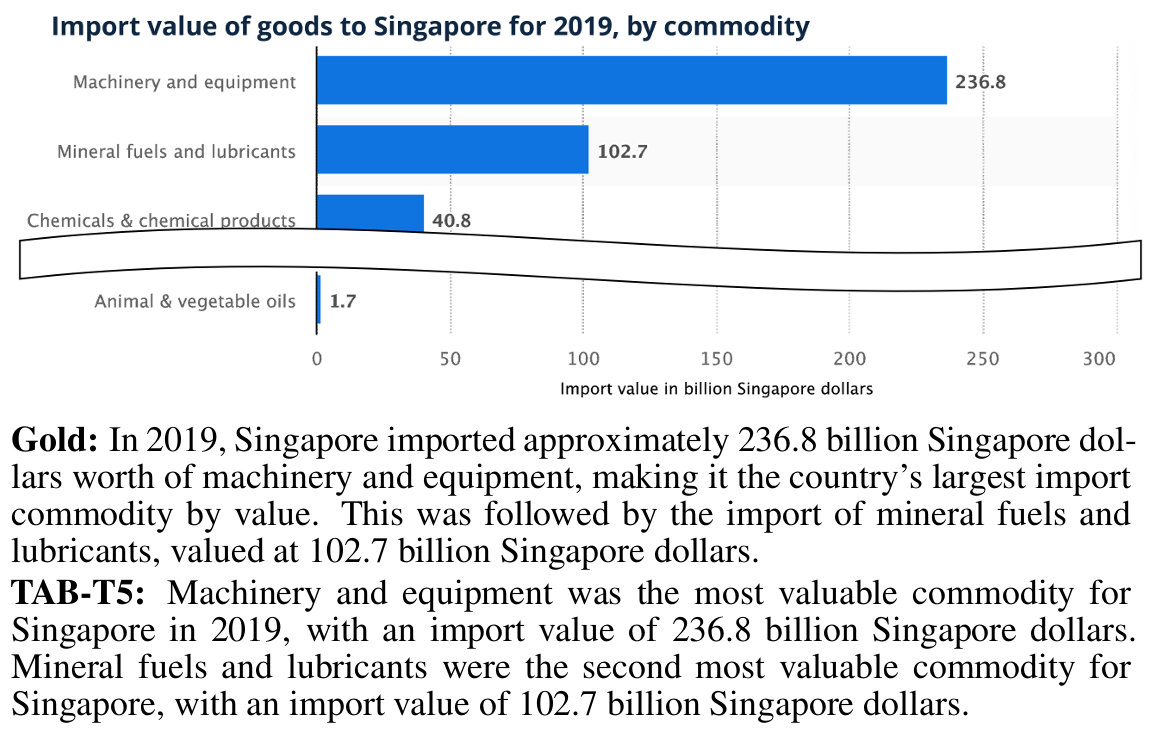 Import value of goods to Singapore for 2019, by commodity
Machinery and equipment
236.8
Mineral fuels and lubricants
102.7
Chemicals & chemical products
40.8
Animal & vegetable oils
1.7
0 50 100 150 200 250 300
Import value in billion Singapore dollars
Gold: In 2019, Singapore imported approximately 236.8 billion Singapore dol-
lars worth of machinery and equipment, making it the country’s largest import
commodity by value. This was followed by the import of mineral fuels and
lubricants, valued at 102.7 billion Singapore dollars.
TAB-T5: Machinery and equipment was the most valuable commodity for
Singapore in 2019, with an import value of 236.8 billion Singapore dollars.
Mineral fuels and lubricants were the second most valuable commodity for
Singapore, with an import value of 102.7 billion Singapore dollars.